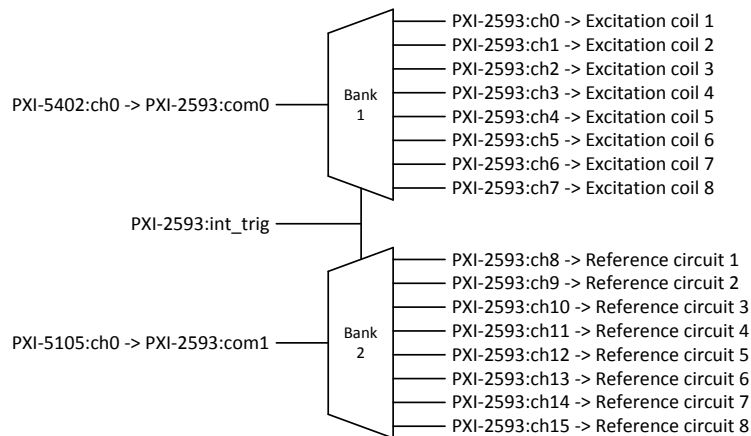 PXI-2593:ch0 -> Excitation coil 1
PXI-2593:ch1 -> Excitation coil 2
PXI-2593:ch2 -> Excitation coil 3
PXI-2593:ch3 -> Excitation coil 4
PXI-2593:ch4 -> Excitation coil 5
PXI-2593:ch5 -> Excitation coil 6
PXI-2593:ch6 -> Excitation coil 7
PXI-2593:ch7 -> Excitation coil 8
Bank
1
PXI-5402:ch0 -> PXI-2593:com0
PXI-2593:int_trig
PXI-2593:ch8 -> Reference circuit 1
PXI-2593:ch9 -> Reference circuit 2
PXI-2593:ch10 -> Reference circuit 3
PXI-2593:ch11 -> Reference circuit 4
PXI-2593:ch12 -> Reference circuit 5
PXI-2593:ch13 -> Reference circuit 6
PXI-2593:ch14 -> Reference circuit 7
PXI-2593:ch15 -> Reference circuit 8
Bank
2
PXI-5105:ch0 -> PXI-2593:com1